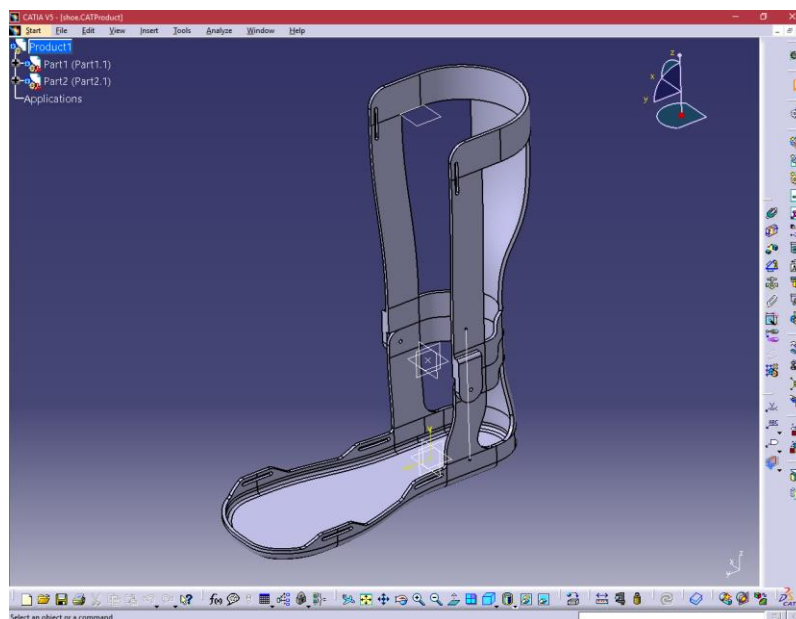 CATIA V5 - [shoe.CATProduct]
Start File Edit View Insert Tools Analyze Window Help
Product1
Part1 (Part1.1)
Part2 (Part2.1)
Applications
z
x
y
Select an object or a command